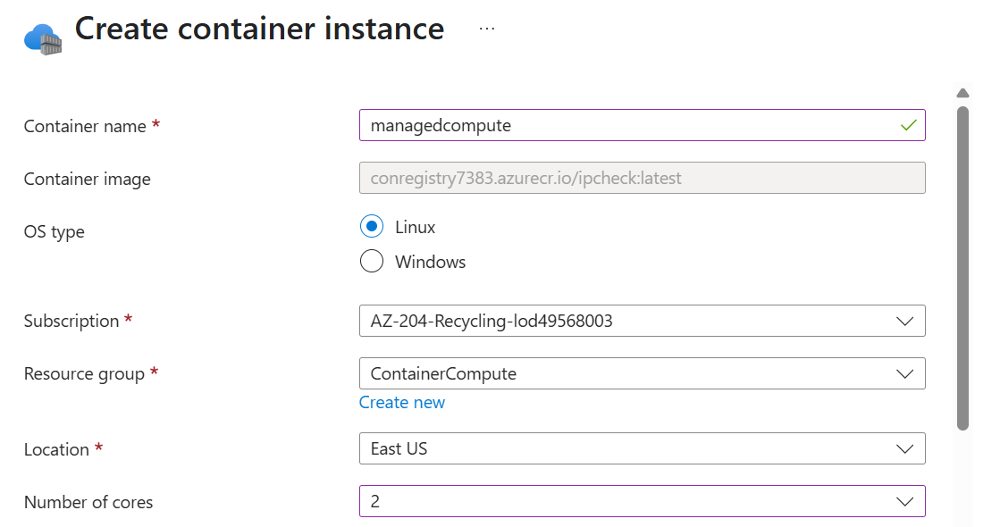 Create container instance ...
Container name * managedcompute
Container image conregistry7383.azurecr.io/ipcheck:latest
OS type Linux
Windows
Subscription * AZ-204-Recycling-lod49568003
Resource group * ContainerCompute
Create new
Location * East US
Number of cores 2